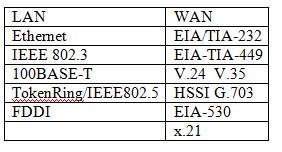 LAN WAN
Ethernet EIA/TIA-232
IEEE 802.3 EIA-TIA-449
100BASE-T V.24 V.35
TokenRing/IEEE802.5 HSSI G.703
FDDI EIA-530
x.21